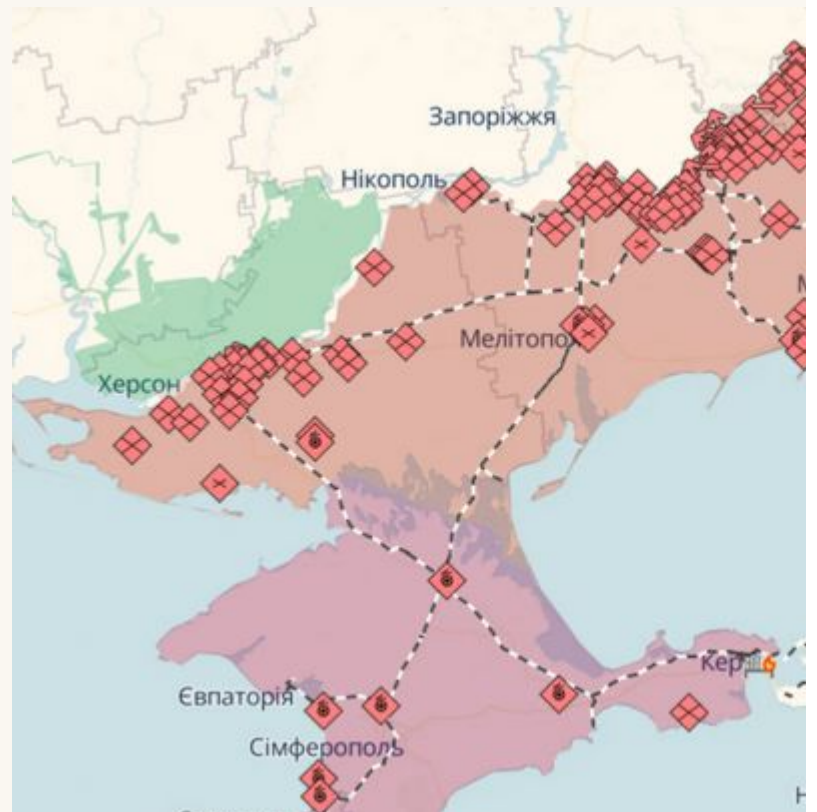 Запоріжжя
Нікополь
Мелітопо
Херсон
Кер
Євпаторія
Сімферополь